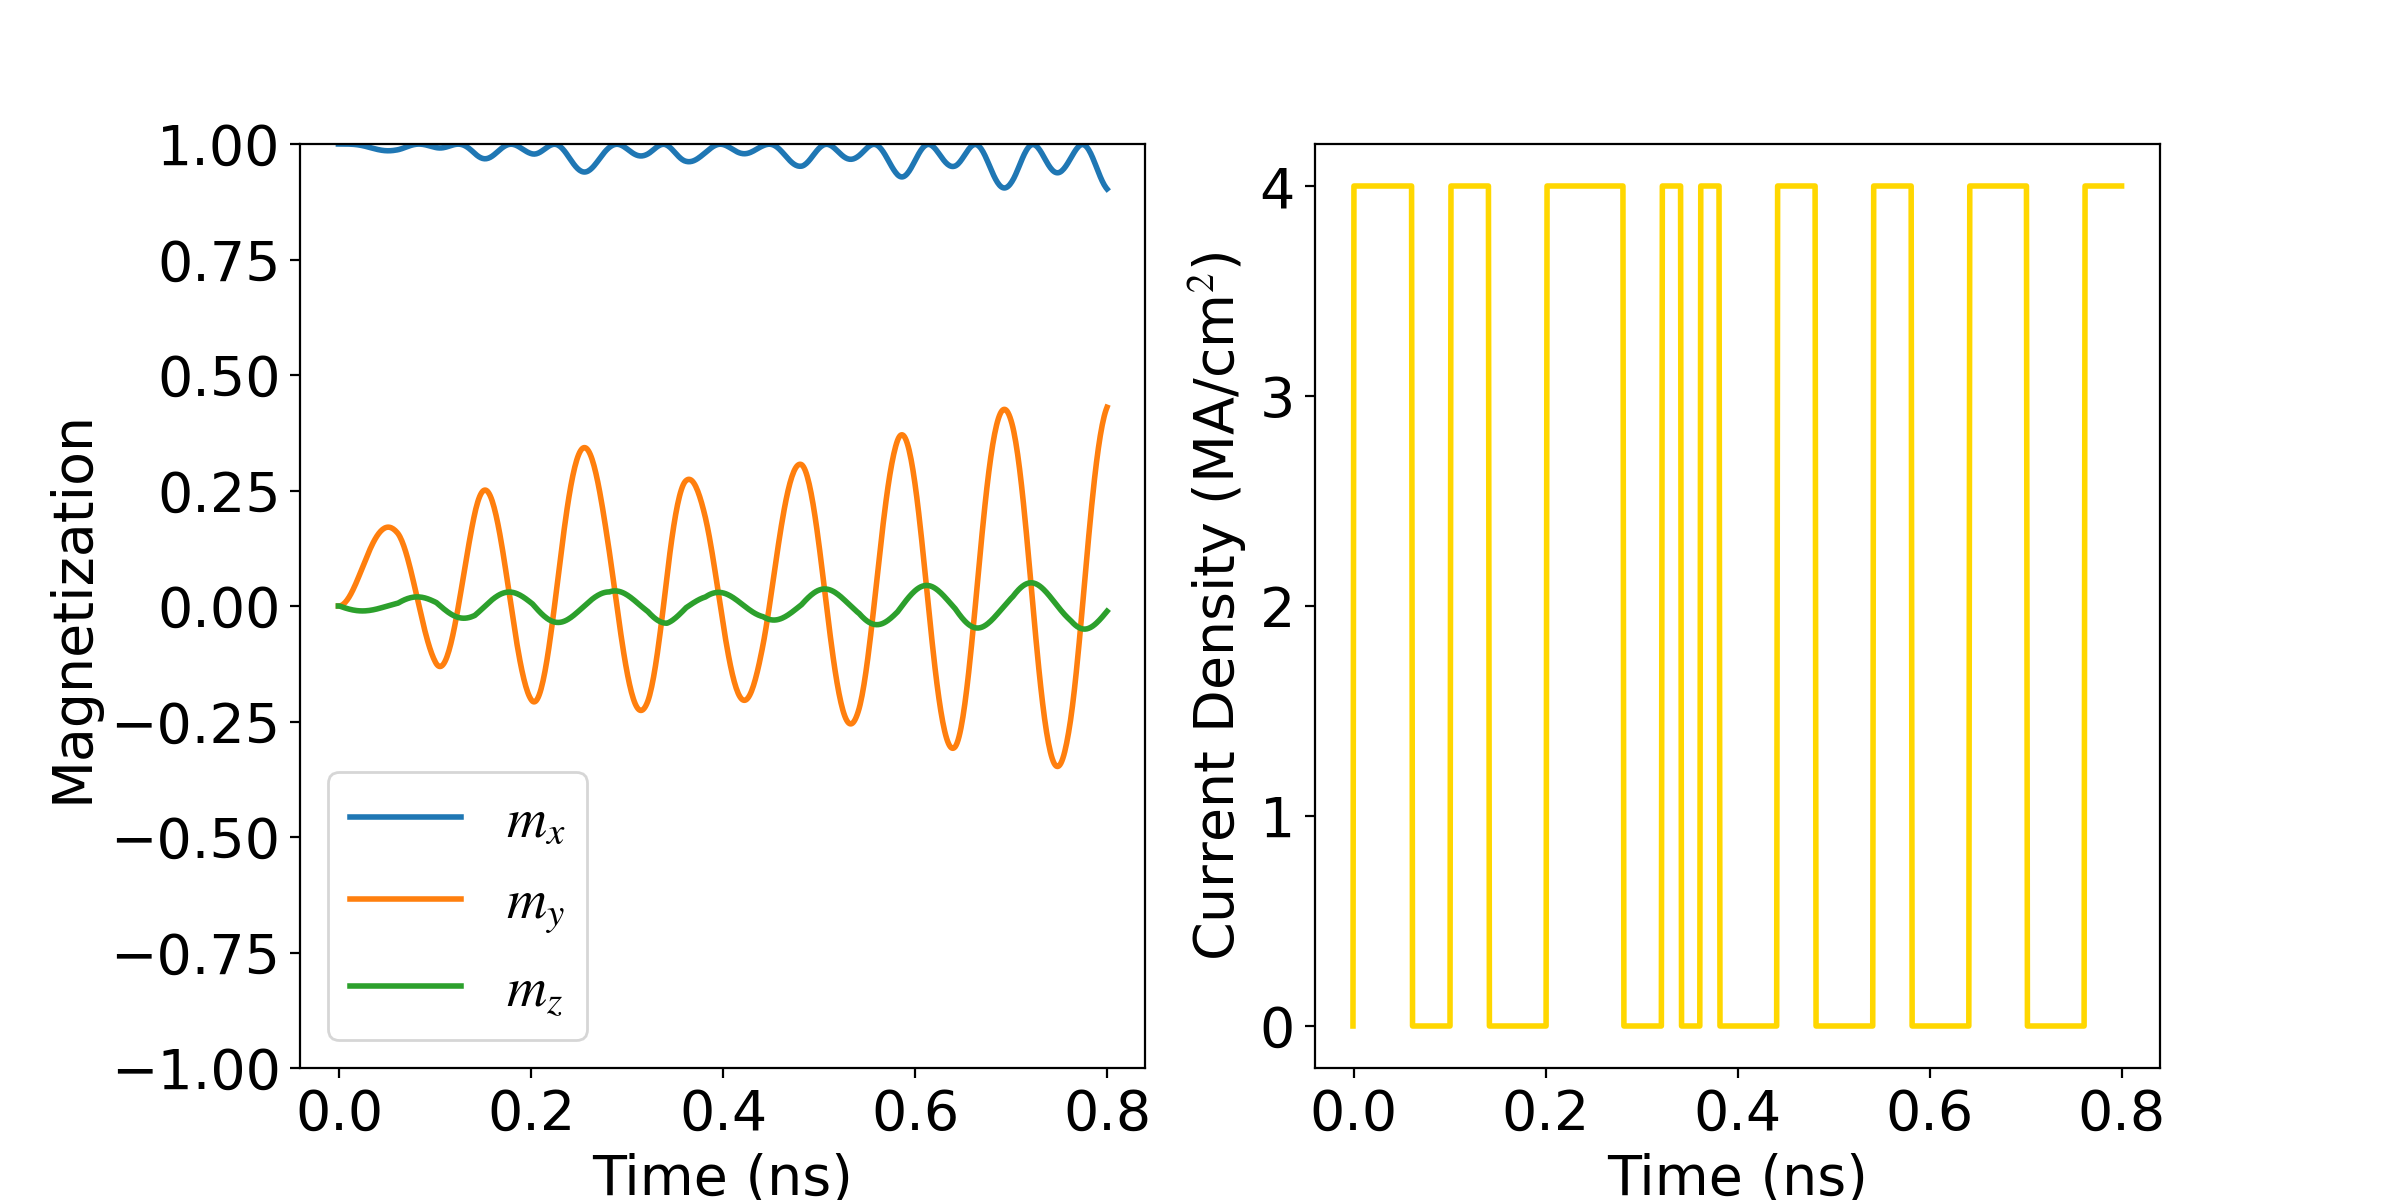 1.00
0.75
0.50
0.25
0.00
−0.25
−0.50
−0.75
−1.00
Magnetization
m_x
m_y
m_z
0.0 0.2 0.4 0.6 0.8
Time (ns)
4
3
2
1
0
Current Density (MA/cm²)
0.0 0.2 0.4 0.6 0.8
Time (ns)